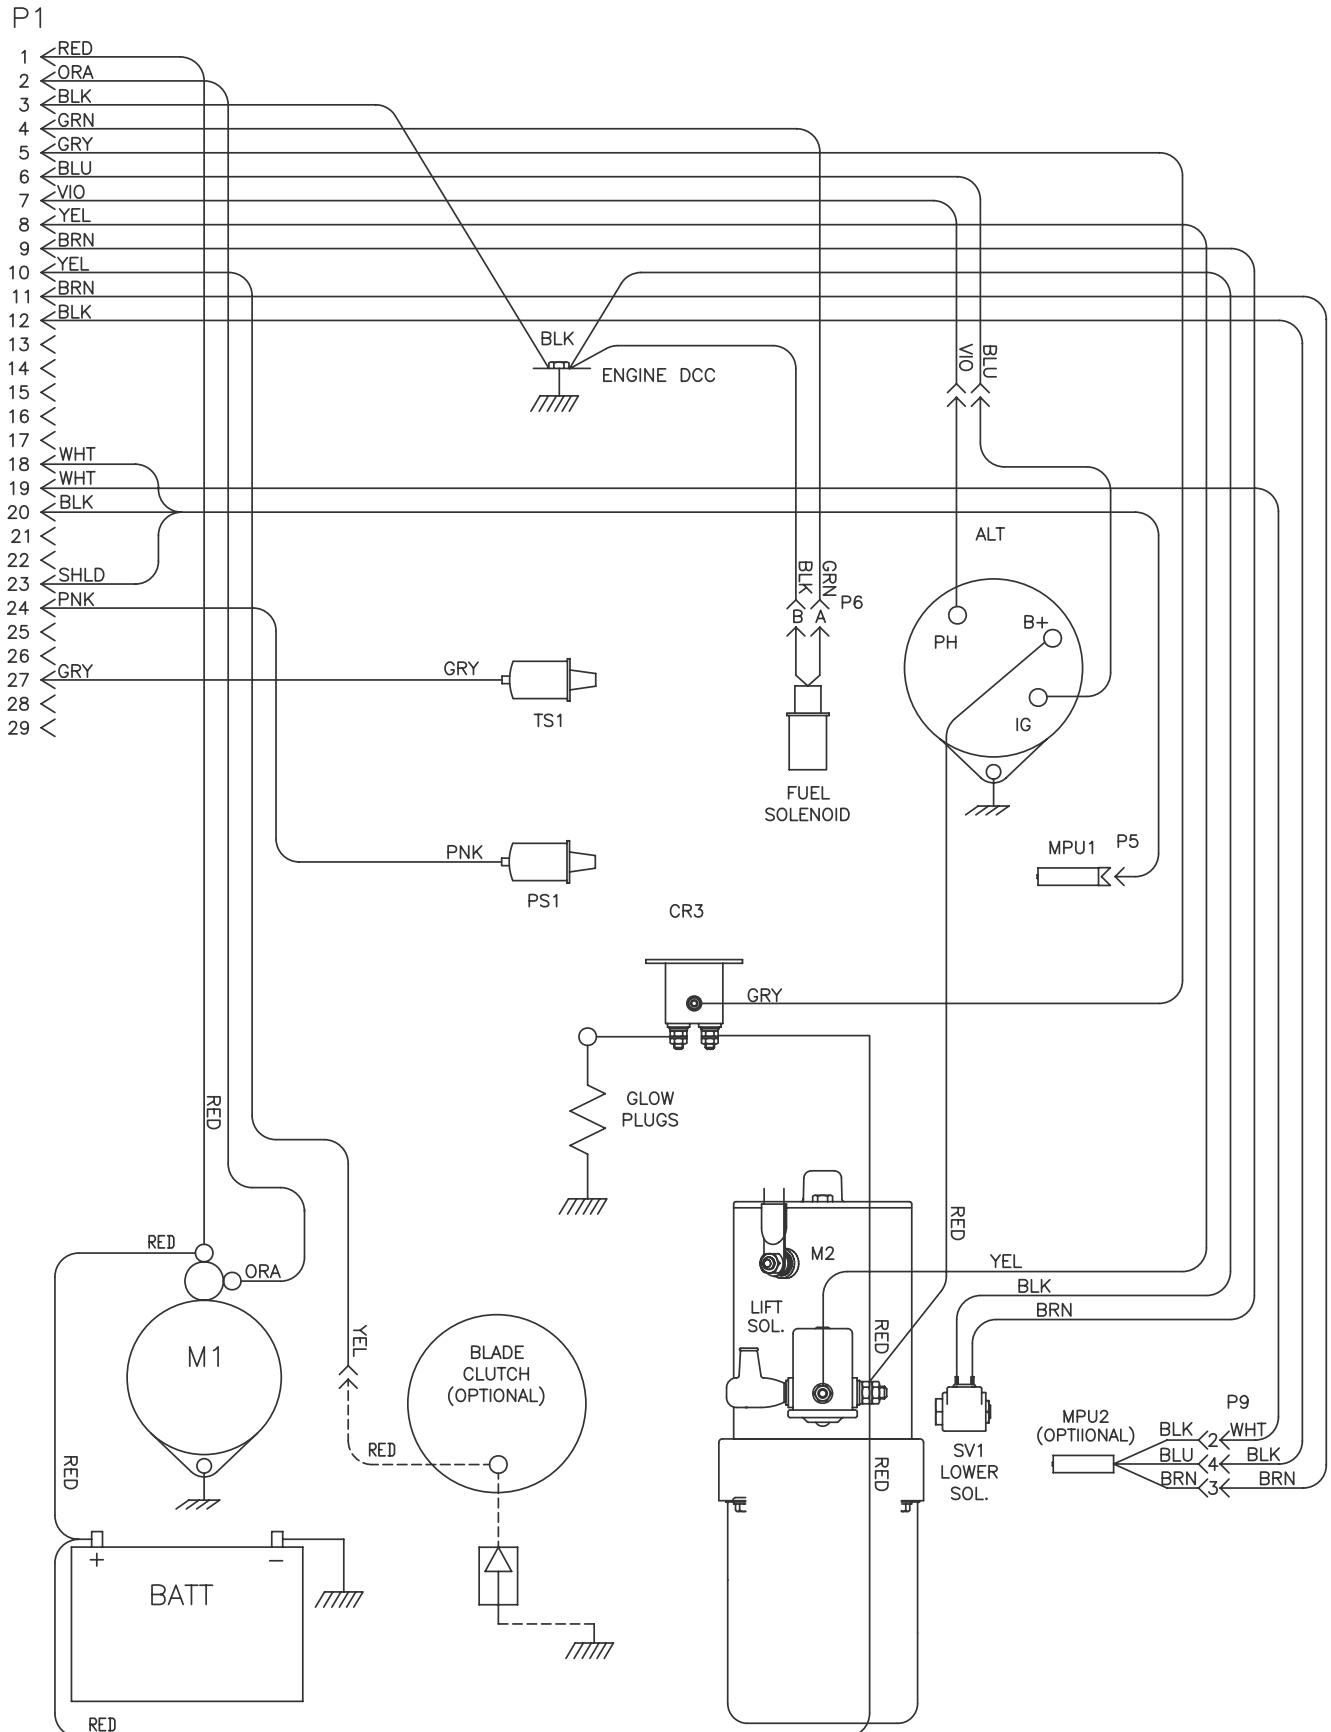 P1
1 RED
2 ORA
3 BLK
4 GRN
5 GRY
6 BLU
7 VIO
8 YEL
9 BRN
10 YEL
11 BRN
12 BLK
13
14
15
16
17
18 WHT
19 WHT
20 BLK
21
22
23 SHLD
24 PNK
25
26
27 GRY
28
29
BLK
ENGINE DCC
VIO
BLU
ALT
PH
B+
IG
BLK
GRN
P6
B A
FUEL
SOLENOID
GRY
TS1
PNK
PS1
MPU1
P5
CR3
GRY
GLOW
PLUGS
RED
RED
ORA
M1
YEL
RED
BLADE
CLUTCH
(OPTIONAL)
RED
BATT
+
−
RED
M2
LIFT
SOL.
RED
RED
RED
YEL
BLK
BRN
SV1
LOWER
SOL.
MPU2
(OPTIIONAL)
P9
BLK 2 WHT
BLU 4 BLK
BRN 3 BRN